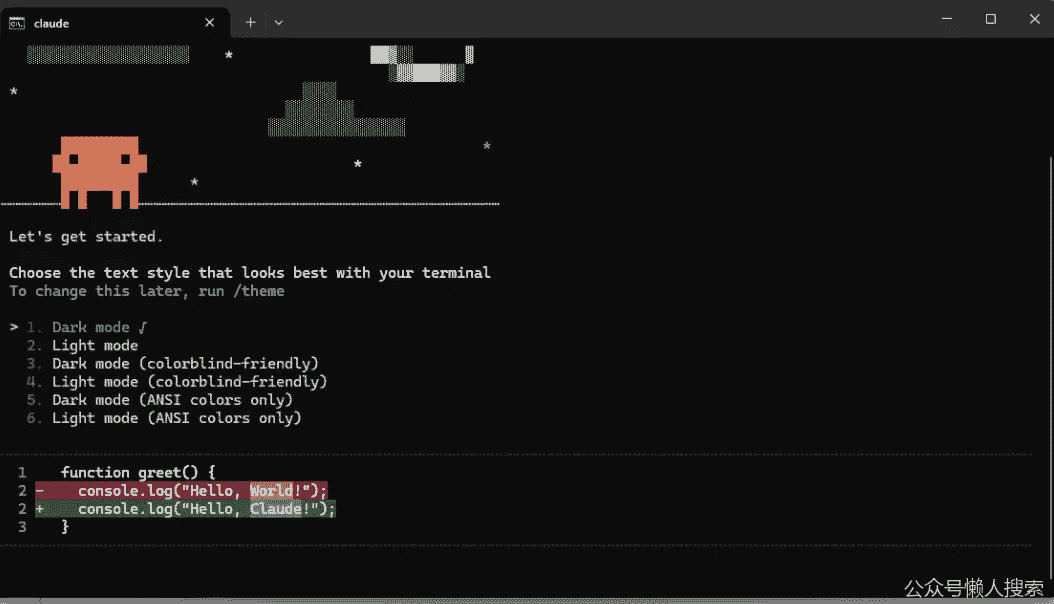 claude
*
*
*
*
*
Let's get started.
Choose the text style that looks best with your terminal
To change this later, run /theme
> 1. Dark mode √
2. Light mode
3. Dark mode (colorblind-friendly)
4. Light mode (colorblind-friendly)
5. Dark mode (ANSI colors only)
6. Light mode (ANSI colors only)
1 function greet() {
2 - console.log("Hello, World!");
2 + console.log("Hello, Claude!");
3 }
公众号懒人搜索